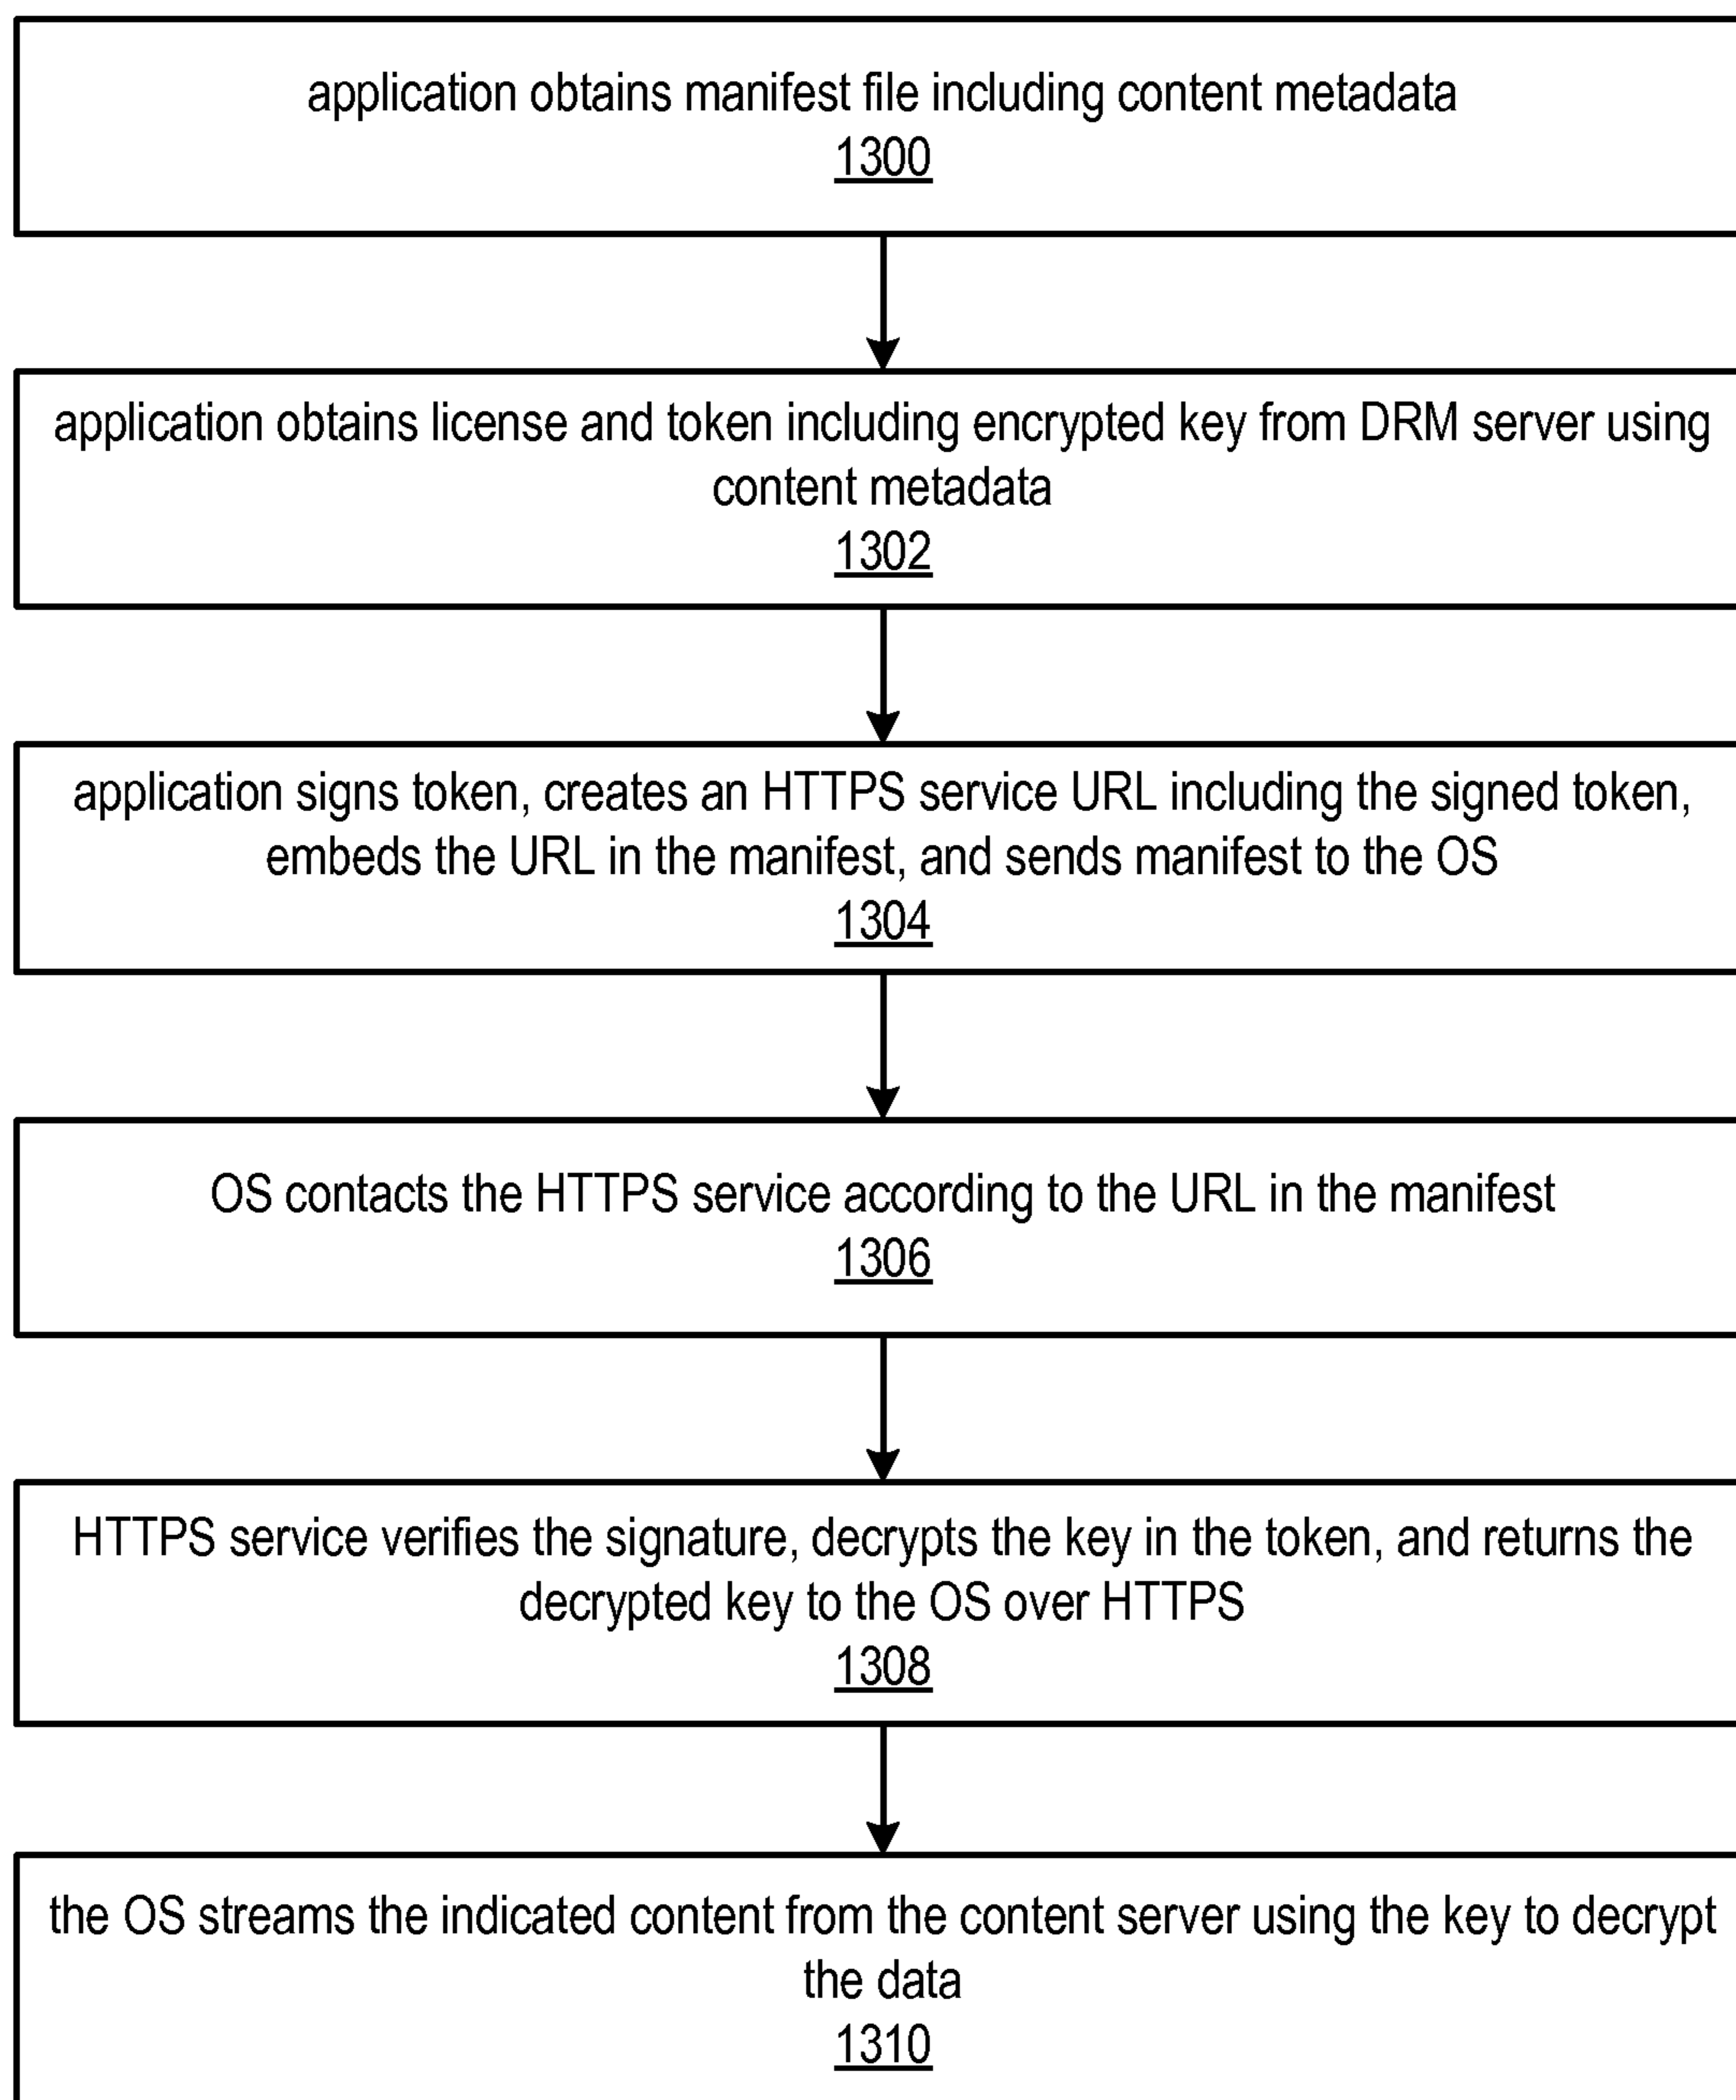 application obtains manifest file including content metadata
1300
application obtains license and token including encrypted key from DRM server using
content metadata
1302
application signs token, creates an HTTPS service URL including the signed token,
embeds the URL in the manifest, and sends manifest to the OS
1304
OS contacts the HTTPS service according to the URL in the manifest
1306
HTTPS service verifies the signature, decrypts the key in the token, and returns the
decrypted key to the OS over HTTPS
1308
the OS streams the indicated content from the content server using the key to decrypt
the data
1310